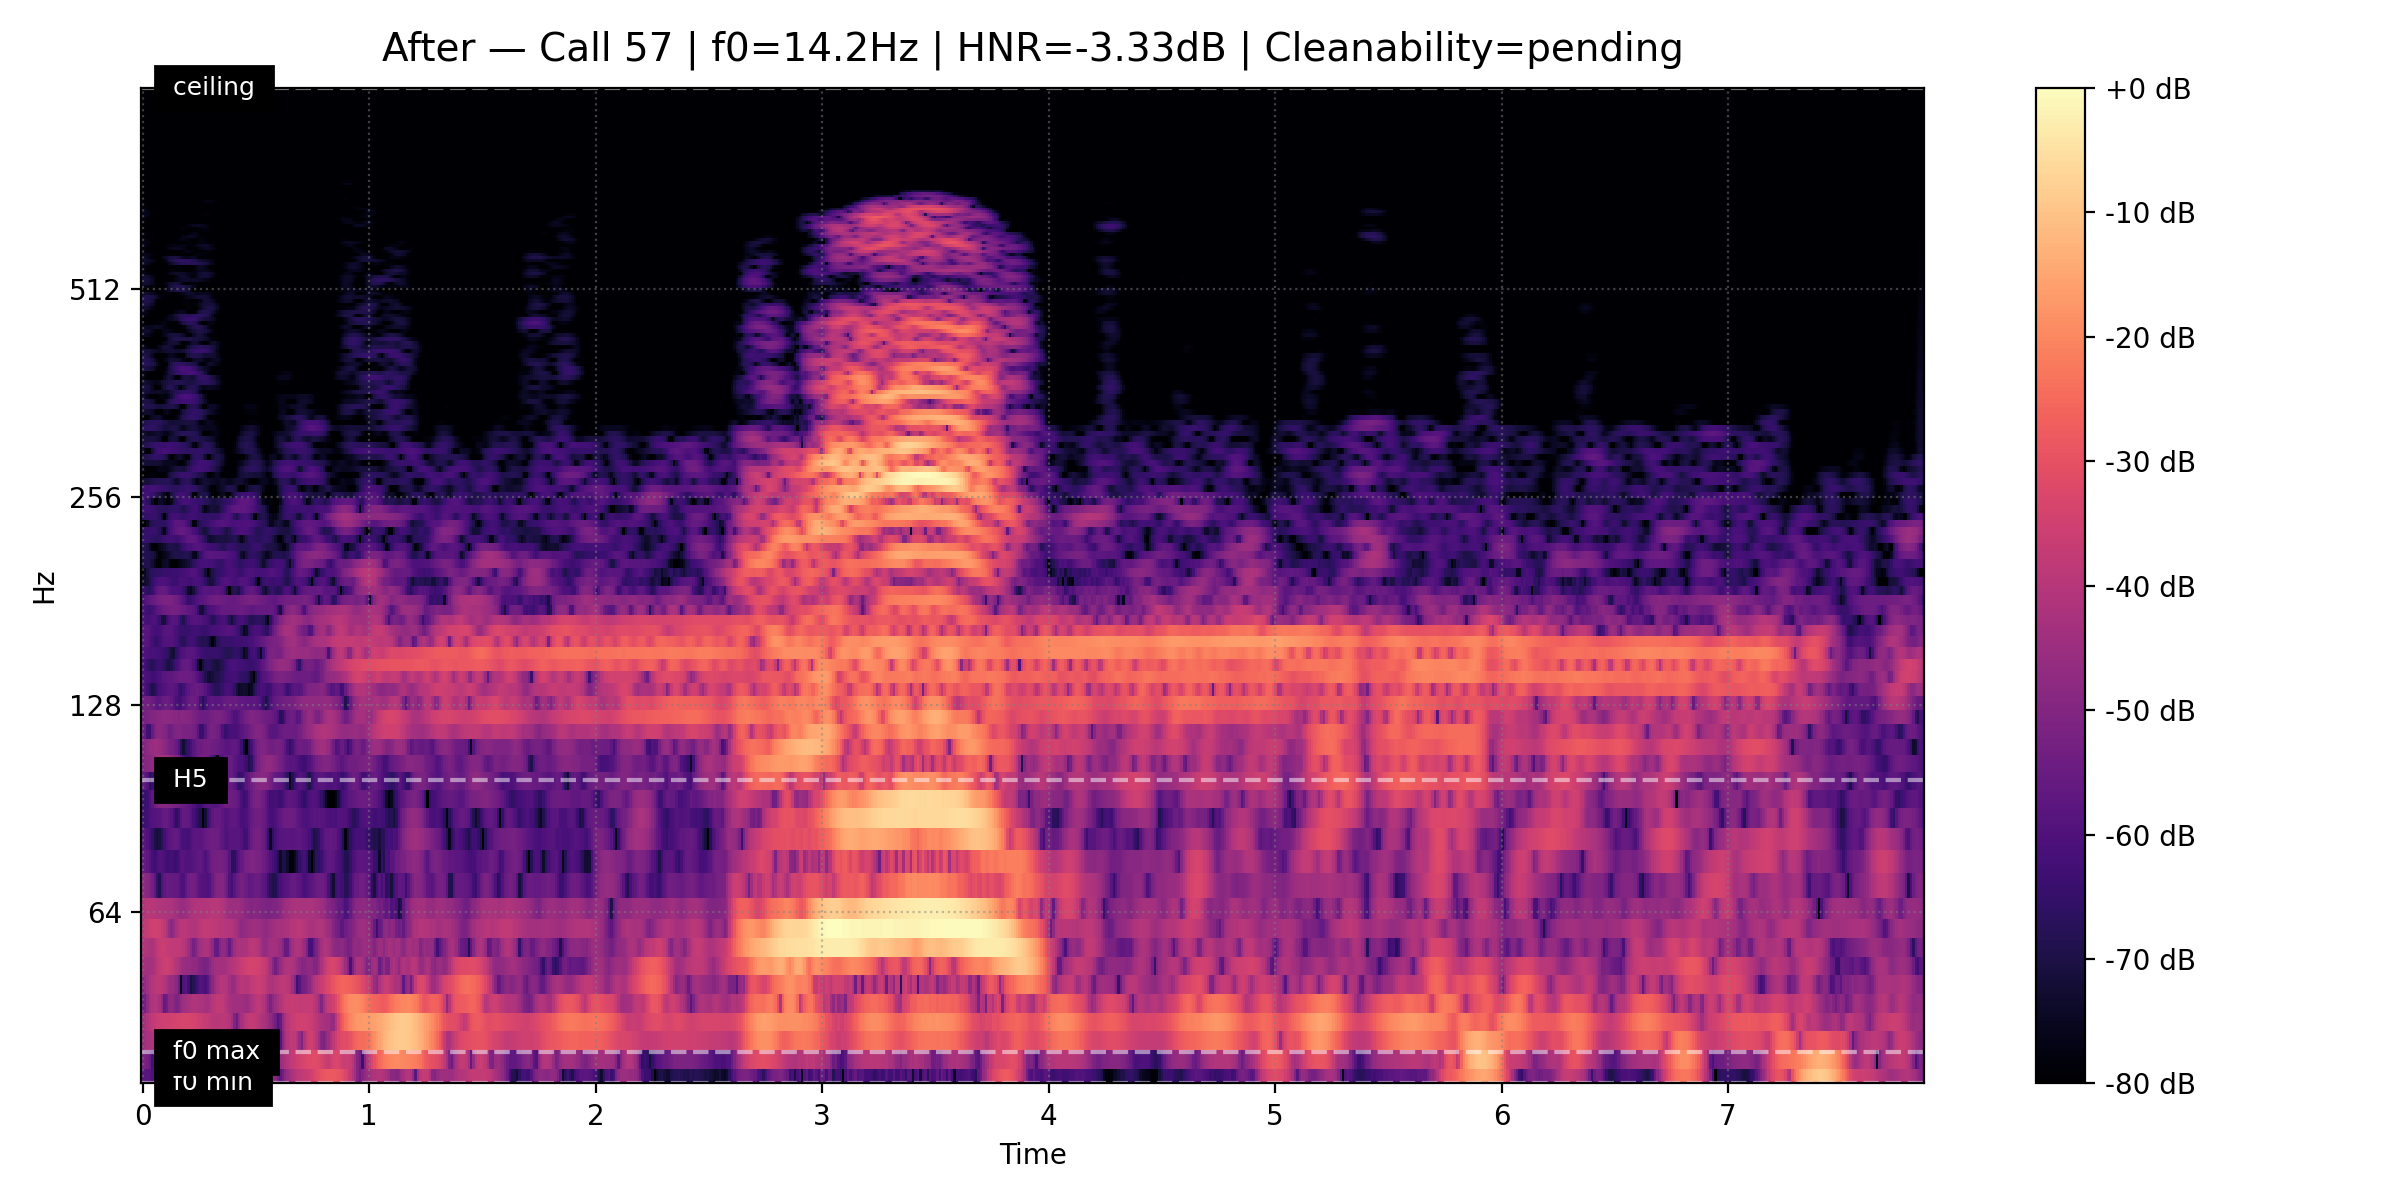 After — Call 57 | f0=14.2Hz | HNR=-3.33dB | Cleanability=pending
ceiling
+0 dB
-10 dB
-20 dB
-30 dB
-40 dB
-50 dB
-60 dB
-70 dB
-80 dB
512
256
128
64
Hz
H5
f0 max
f0 min
0 1 2 3 4 5 6 7
Time